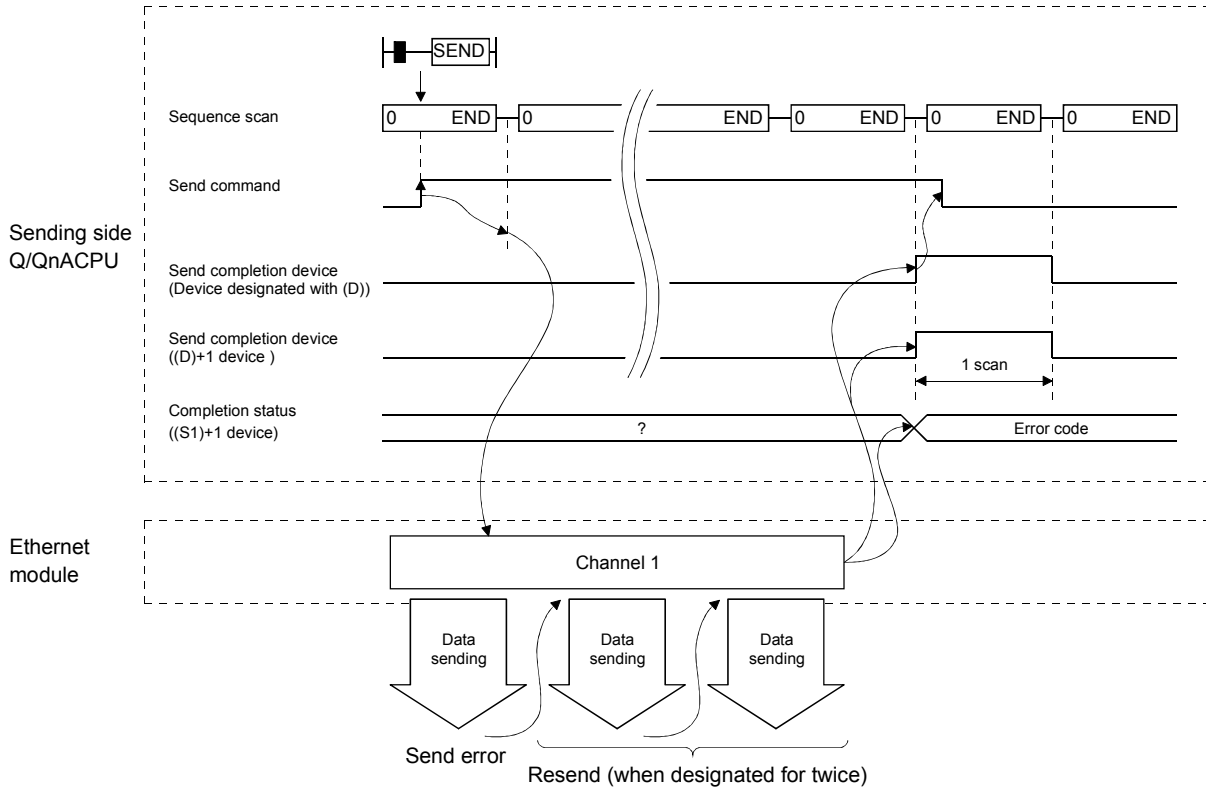 SEND
Sequence scan
0 END 0 END 0 END 0 END 0 END
Send command
Sending side
Q/QnACPU
Send completion device
(Device designated with (D))
Send completion device
((D)+1 device )
1 scan
Completion status
((S1)+1 device)
?
Error code
Ethernet
module
Channel 1
Data
sending
Data
sending
Data
sending
Send error
Resend (when designated for twice)